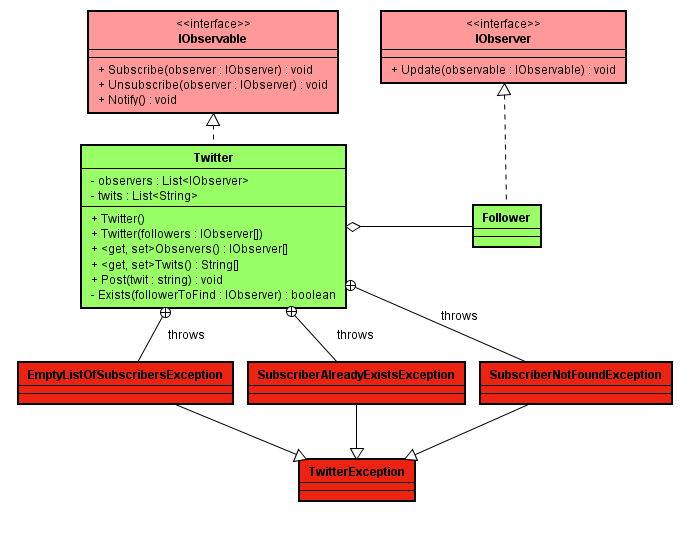 <<interface>>
IObservable
+ Subscribe(observer : IObserver) : void
+ Unsubscribe(observer : IObserver) : void
+ Notify() : void
<<interface>>
IObserver
+ Update(observable : IObservable) : void
Twitter
- observers : List<IObserver>
- twits : List<String>
+ Twitter()
+ Twitter(followers : IObserver[])
+ <get, set>Observers() : IObserver[]
+ <get, set>Twits() : String[]
+ Post(twit : string) : void
- Exists(followerToFind : IObserver) : boolean
Follower
throws
throws
throws
EmptyListOfSubscribersException
SubscriberAlreadyExistsException
SubscriberNotFoundException
TwitterException